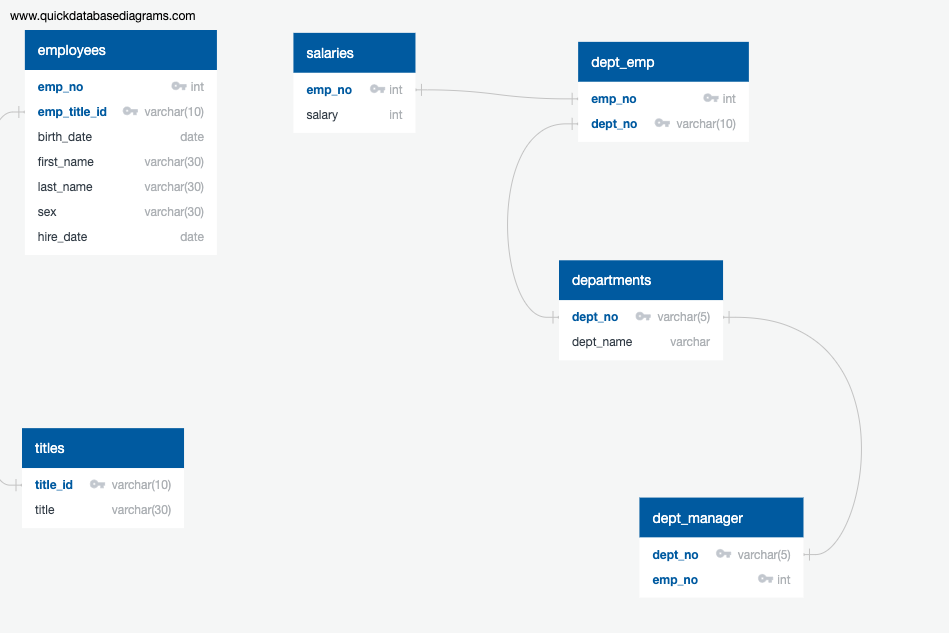 www.quickdatabasediagrams.com
employees
emp_no int
emp_title_id varchar(10)
birth_date date
first_name varchar(30)
last_name varchar(30)
sex varchar(30)
hire_date date
salaries
emp_no int
salary int
dept_emp
emp_no int
dept_no varchar(10)
departments
dept_no varchar(5)
dept_name varchar
titles
title_id varchar(10)
title varchar(30)
dept_manager
dept_no varchar(5)
emp_no int